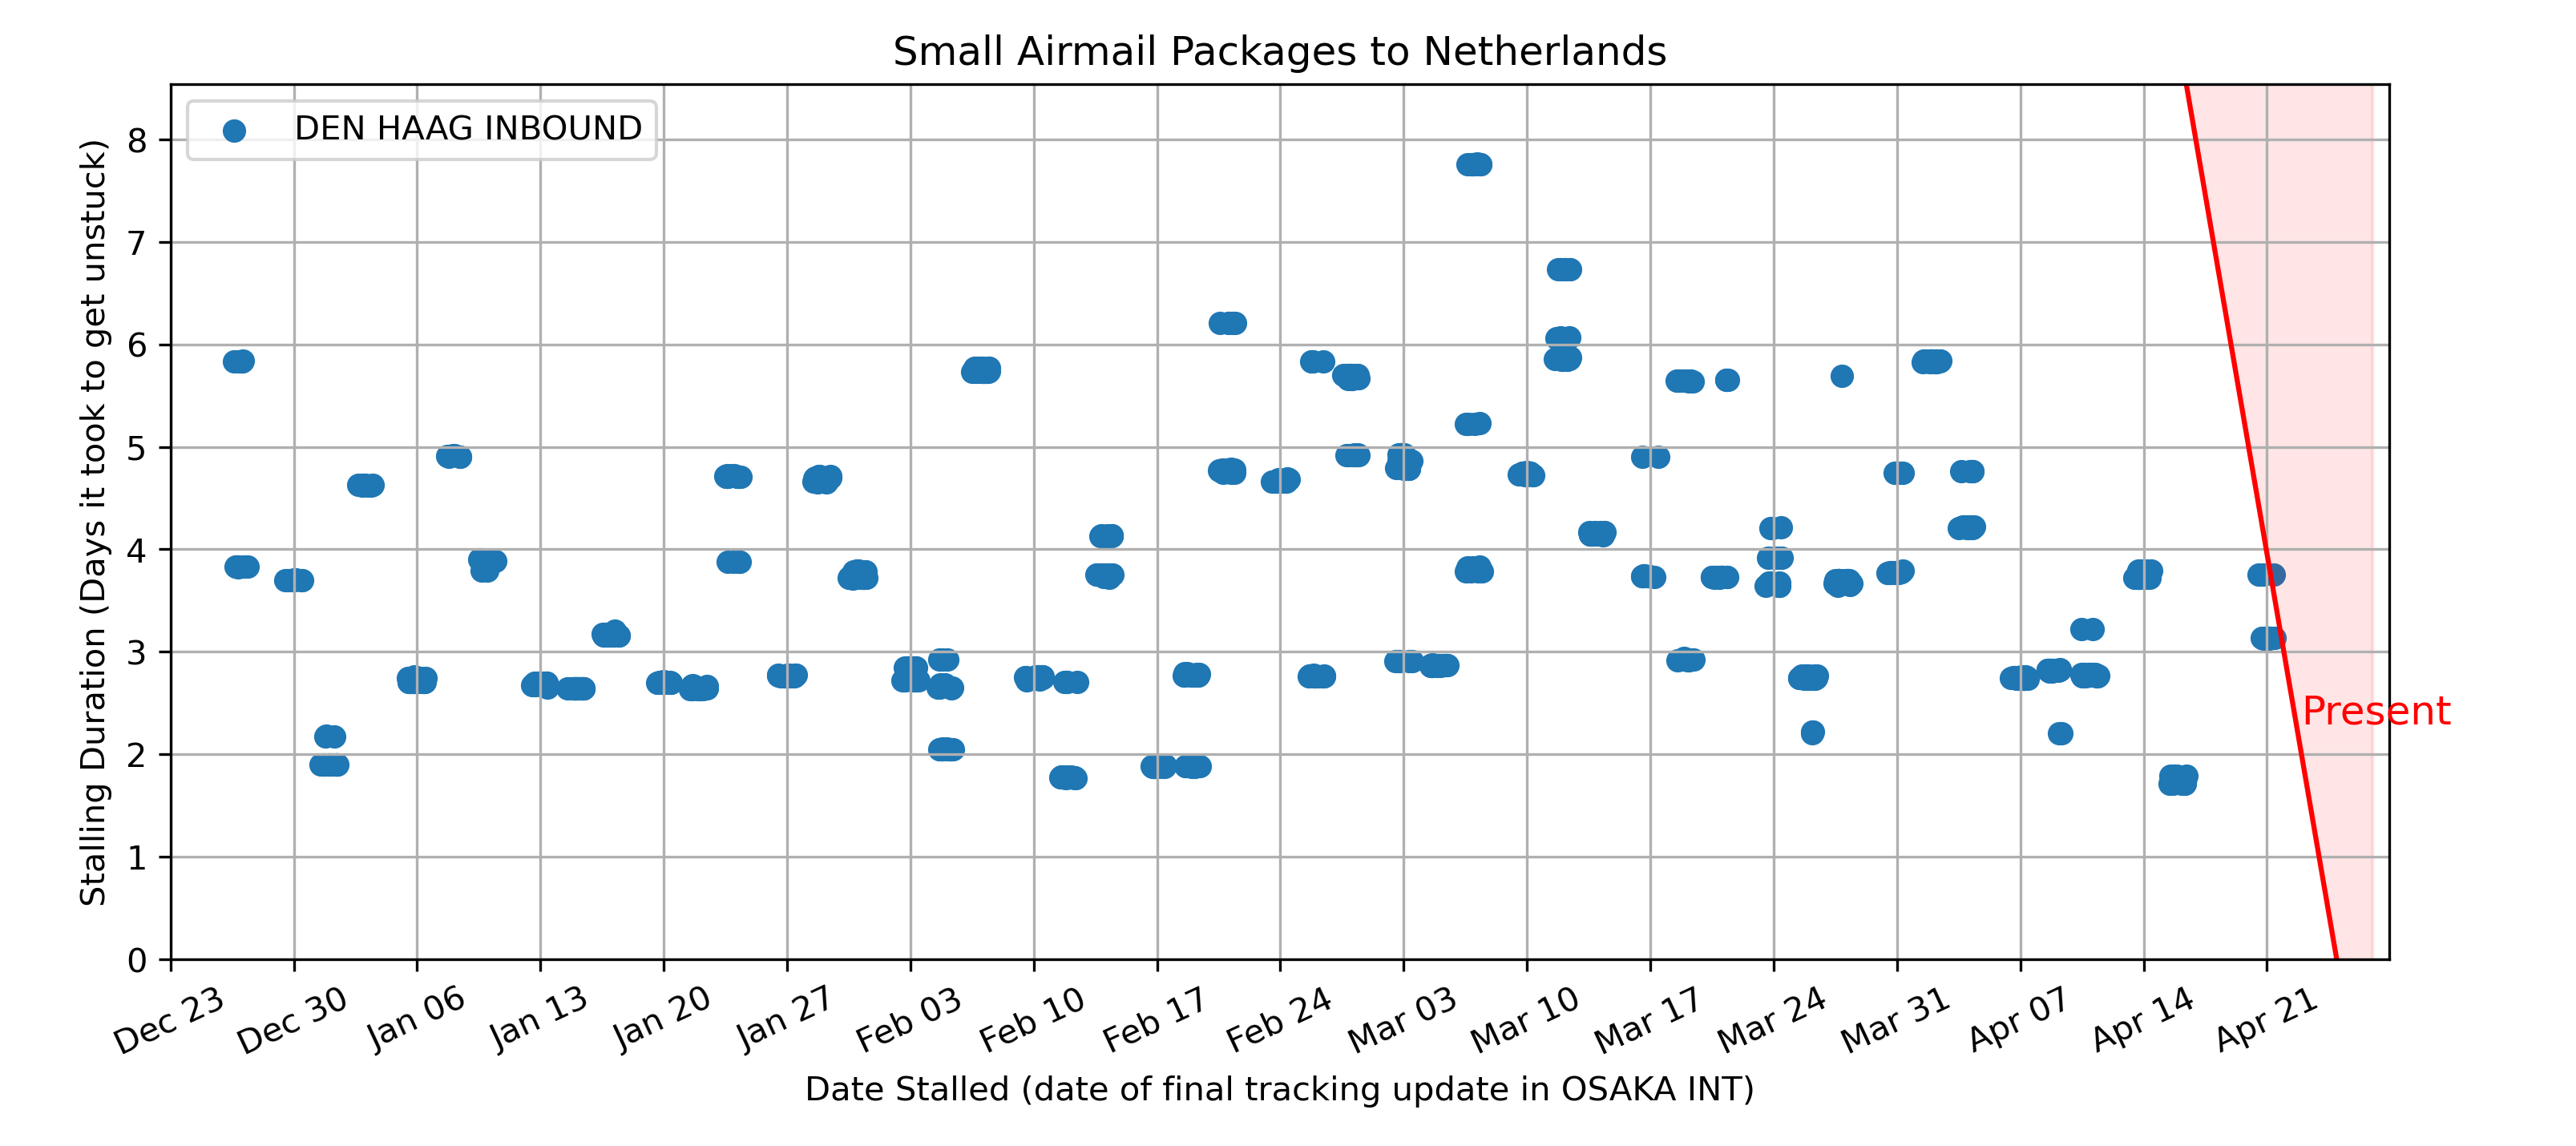 Small Airmail Packages to Netherlands
DEN HAAG INBOUND
Stalling Duration (Days it took to get unstuck)
8
7
6
5
4
3
2
1
0
Present
Dec 23
Dec 30
Jan 06
Jan 13
Jan 20
Jan 27
Feb 03
Feb 10
Feb 17
Feb 24
Mar 03
Mar 10
Mar 17
Mar 24
Mar 31
Apr 07
Apr 14
Apr 21
Date Stalled (date of final tracking update in OSAKA INT)